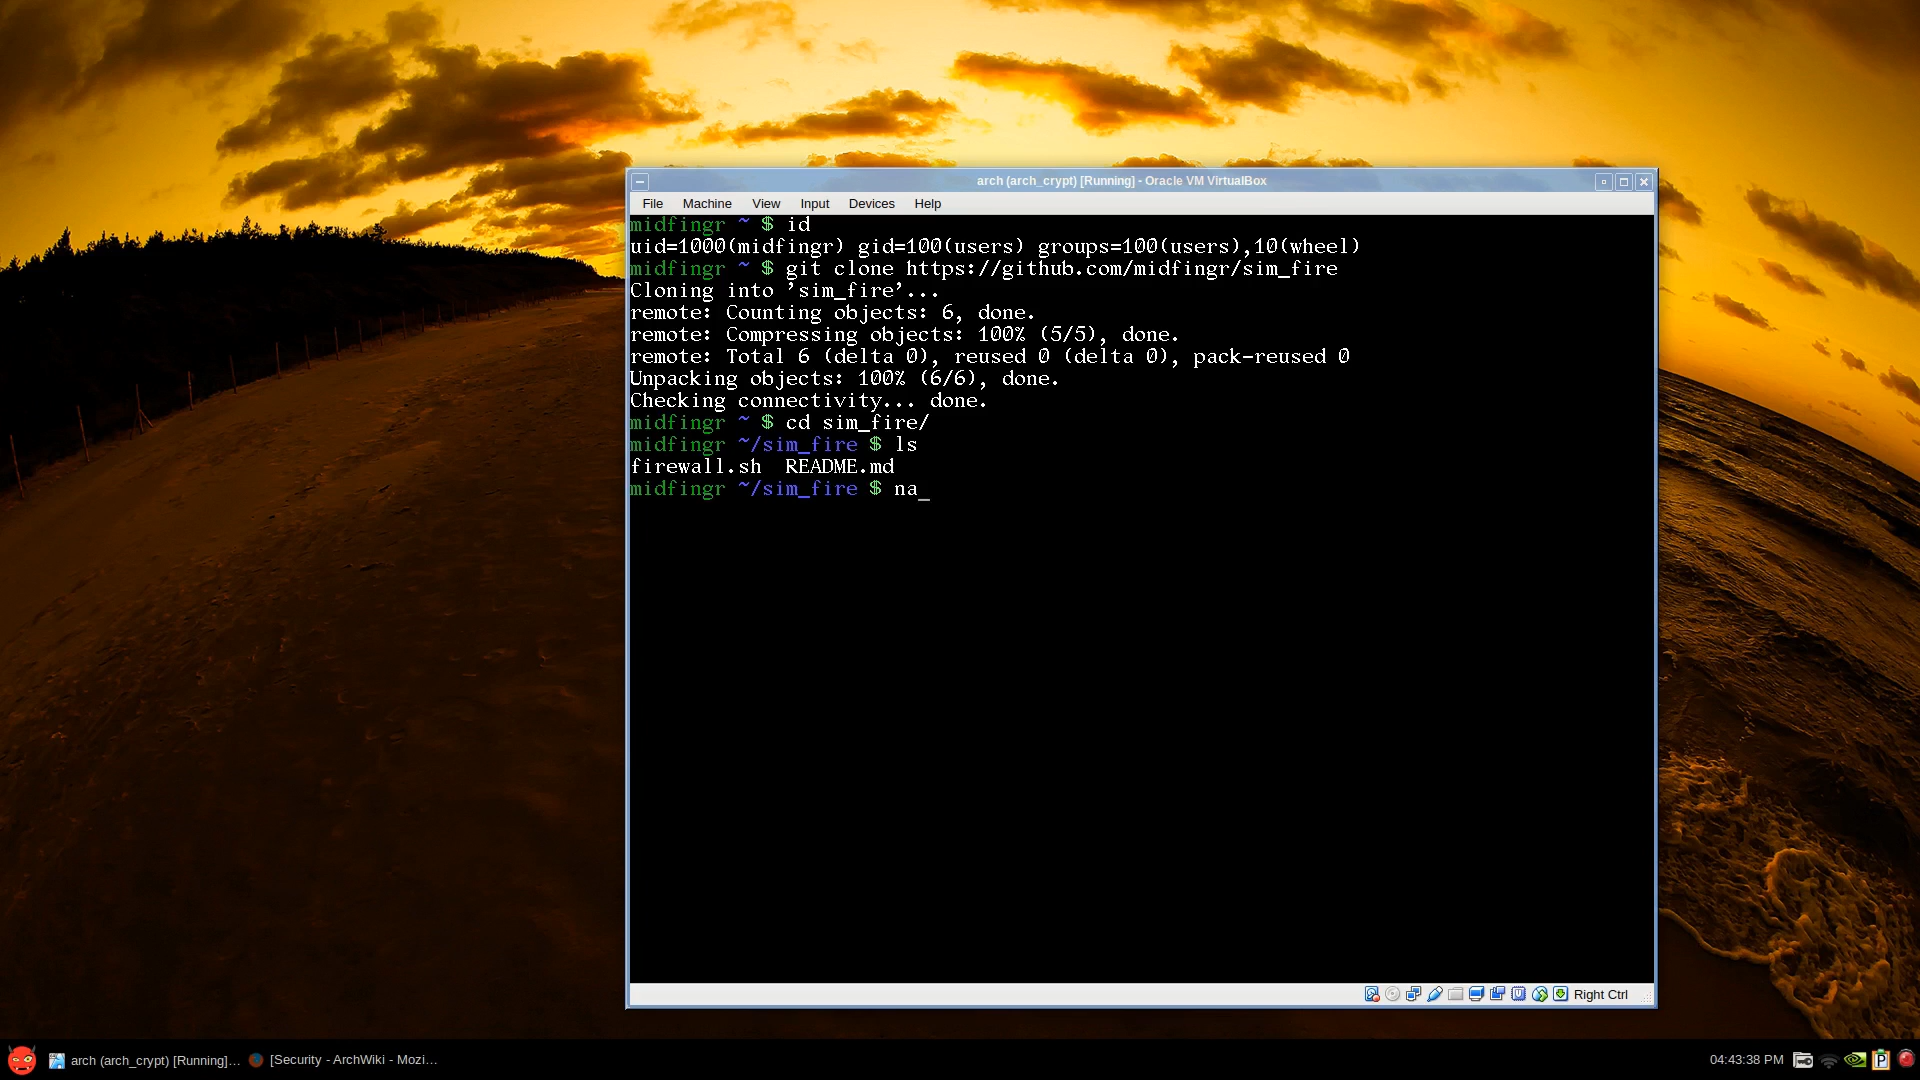 arch (arch_crypt) [Running] - Oracle VM VirtualBox
File Machine View Input Devices Help
midfingr ~ $ id
uid=1000(midfingr) gid=100(users) groups=100(users),10(wheel)
midfingr ~ $ git clone https://github.com/midfingr/sim_fire
Cloning into 'sim_fire'...
remote: Counting objects: 6, done.
remote: Compressing objects: 100% (5/5), done.
remote: Total 6 (delta 0), reused 0 (delta 0), pack-reused 0
Unpacking objects: 100% (6/6), done.
Checking connectivity... done.
midfingr ~ $ cd sim_fire/
midfingr ~/sim_fire $ ls
firewall.sh  README.md
midfingr ~/sim_fire $ na_
Right Ctrl
arch (arch_crypt) [Running]... [Security - ArchWiki - Mozi... 04:43:38 PM